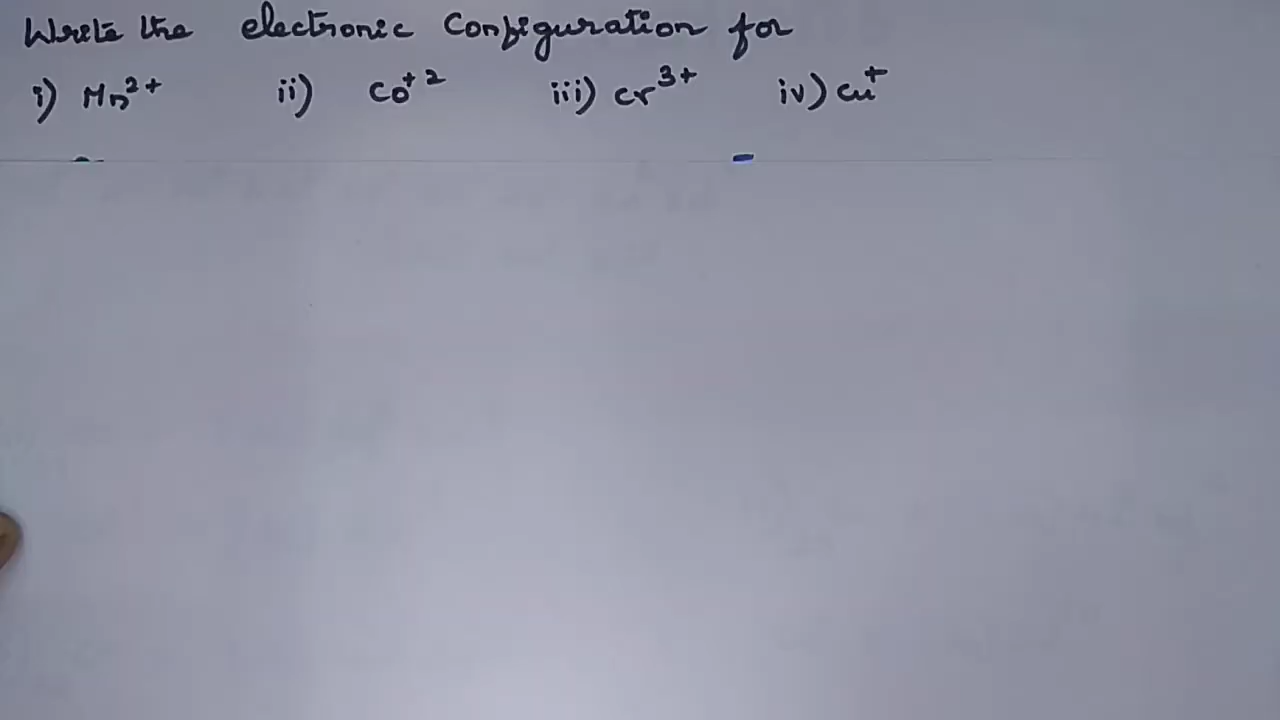 Write the electronic Configuration for
i) Mn²⁺ ii) Co⁺² iii) Cr³⁺ iv) Cu⁺